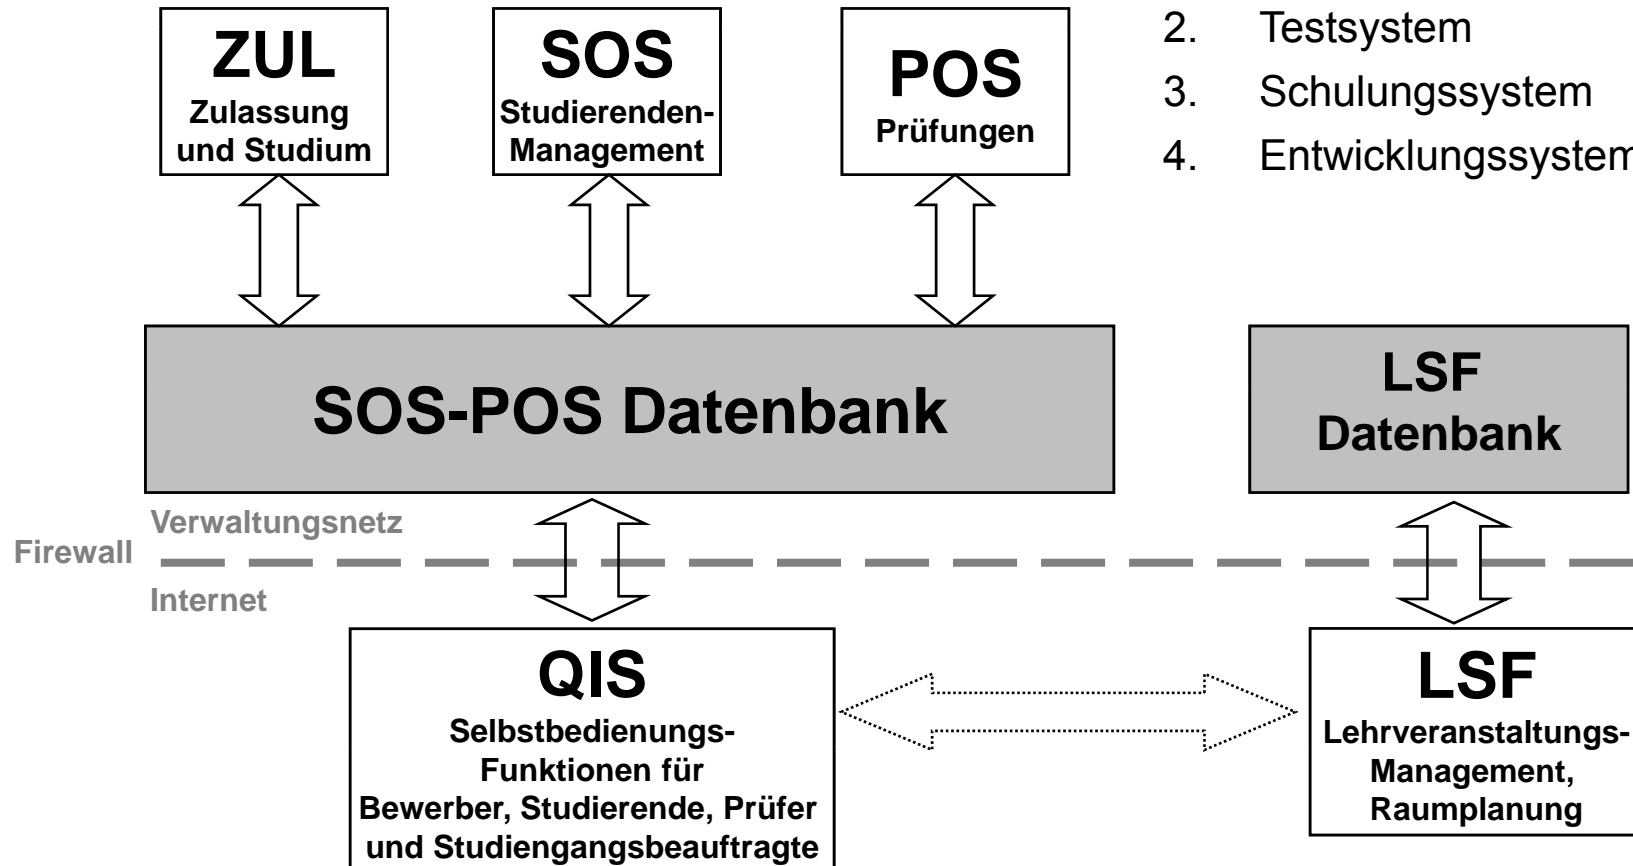 ZUL
Zulassung
und Studium
SOS
Studierenden-
Management
POS
Prüfungen
2. Testsystem
3. Schulungssystem
4. Entwicklungssystem
SOS-POS Datenbank
LSF
Datenbank
Verwaltungsnetz
Firewall
Internet
QIS
Selbstbedienungs-
Funktionen für
Bewerber, Studierende, Prüfer
und Studiengangsbeauftragte
LSF
Lehrveranstaltungs-
Management,
Raumplanung